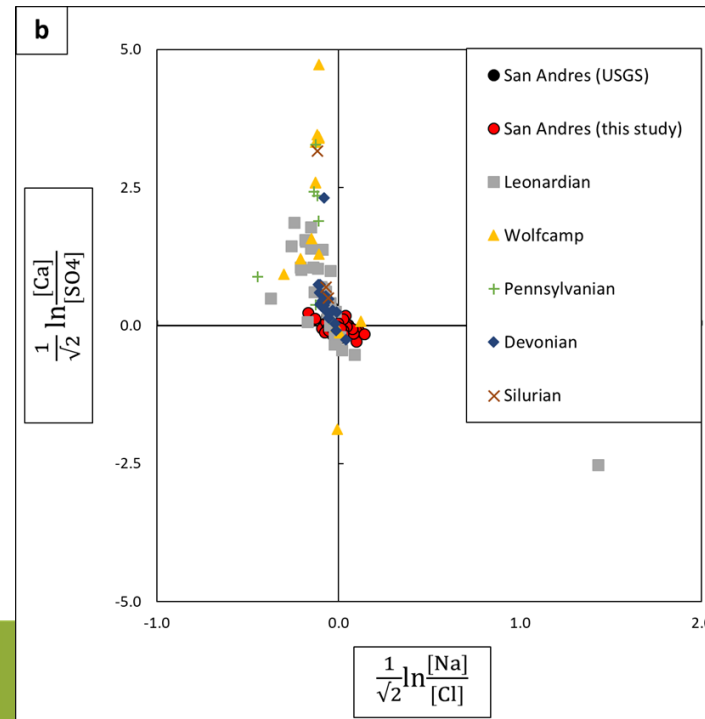 b
5.0
2.5
0.0
-2.5
-5.0
-1.0
0.0
1.0
2.0
San Andres (USGS)
San Andres (this study)
Leonardian
Wolfcamp
Pennsylvanian
Devonian
Silurian
1/√2 ln [Ca]/[SO4]
1/√2 ln [Na]/[Cl]